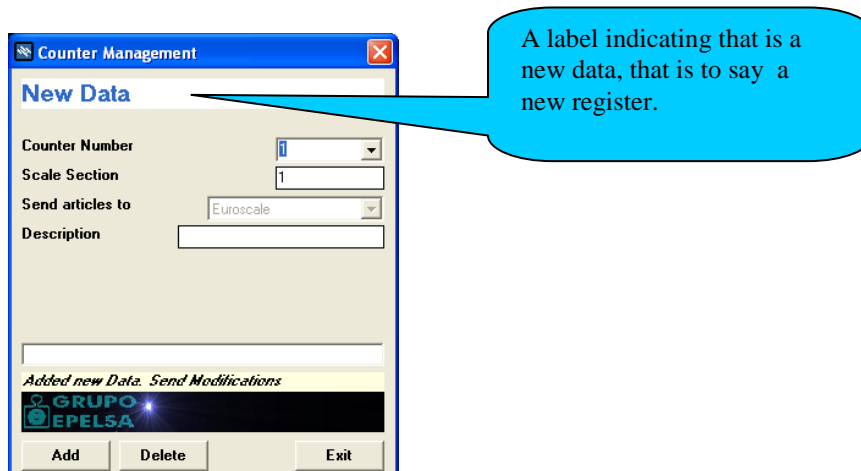 Counter Management
New Data
Counter Number 1
Scale Section 1
Send articles to Euroscale
Description
Added new Data. Send Modifications
GRUPO
EPELSA
Add Delete Exit
A label indicating that is a
new data, that is to say a
new register.